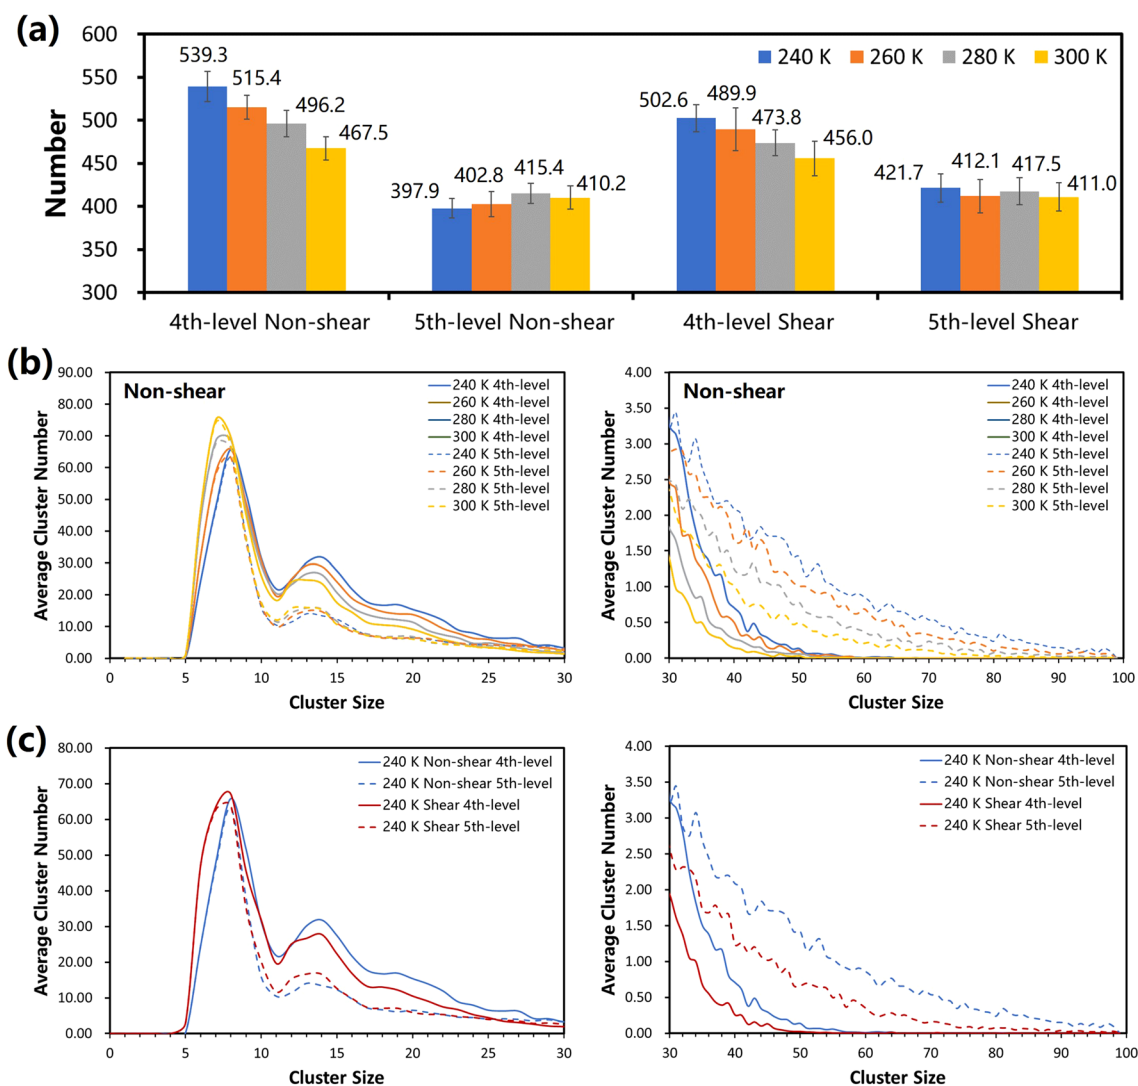 (a)
600
550
500
450
400
350
300
Number
240 K 260 K 280 K 300 K
539.3 515.4 496.2 467.5
397.9 402.8 415.4 410.2
502.6 489.9 473.8 456.0
421.7 412.1 417.5 411.0
4th-level Non-shear 5th-level Non-shear 4th-level Shear 5th-level Shear
(b)
Non-shear
90.00
80.00
70.00
60.00
50.00
40.00
30.00
20.00
10.00
0.00
Average Cluster Number
240 K 4th-level
260 K 4th-level
280 K 4th-level
300 K 4th-level
240 K 5th-level
260 K 5th-level
280 K 5th-level
300 K 5th-level
0 5 10 15 20 25 30
Cluster Size
Non-shear
4.00
3.50
3.00
2.50
2.00
1.50
1.00
0.50
0.00
Average Cluster Number
240 K 4th-level
260 K 4th-level
280 K 4th-level
300 K 4th-level
240 K 5th-level
260 K 5th-level
280 K 5th-level
300 K 5th-level
30 40 50 60 70 80 90 100
Cluster Size
(c)
80.00
70.00
60.00
50.00
40.00
30.00
20.00
10.00
0.00
Average Cluster Number
240 K Non-shear 4th-level
240 K Non-shear 5th-level
240 K Shear 4th-level
240 K Shear 5th-level
0 5 10 15 20 25 30
Cluster Size
4.00
3.50
3.00
2.50
2.00
1.50
1.00
0.50
0.00
Average Cluster Number
240 K Non-shear 4th-level
240 K Non-shear 5th-level
240 K Shear 4th-level
240 K Shear 5th-level
30 40 50 60 70 80 90 100
Cluster Size